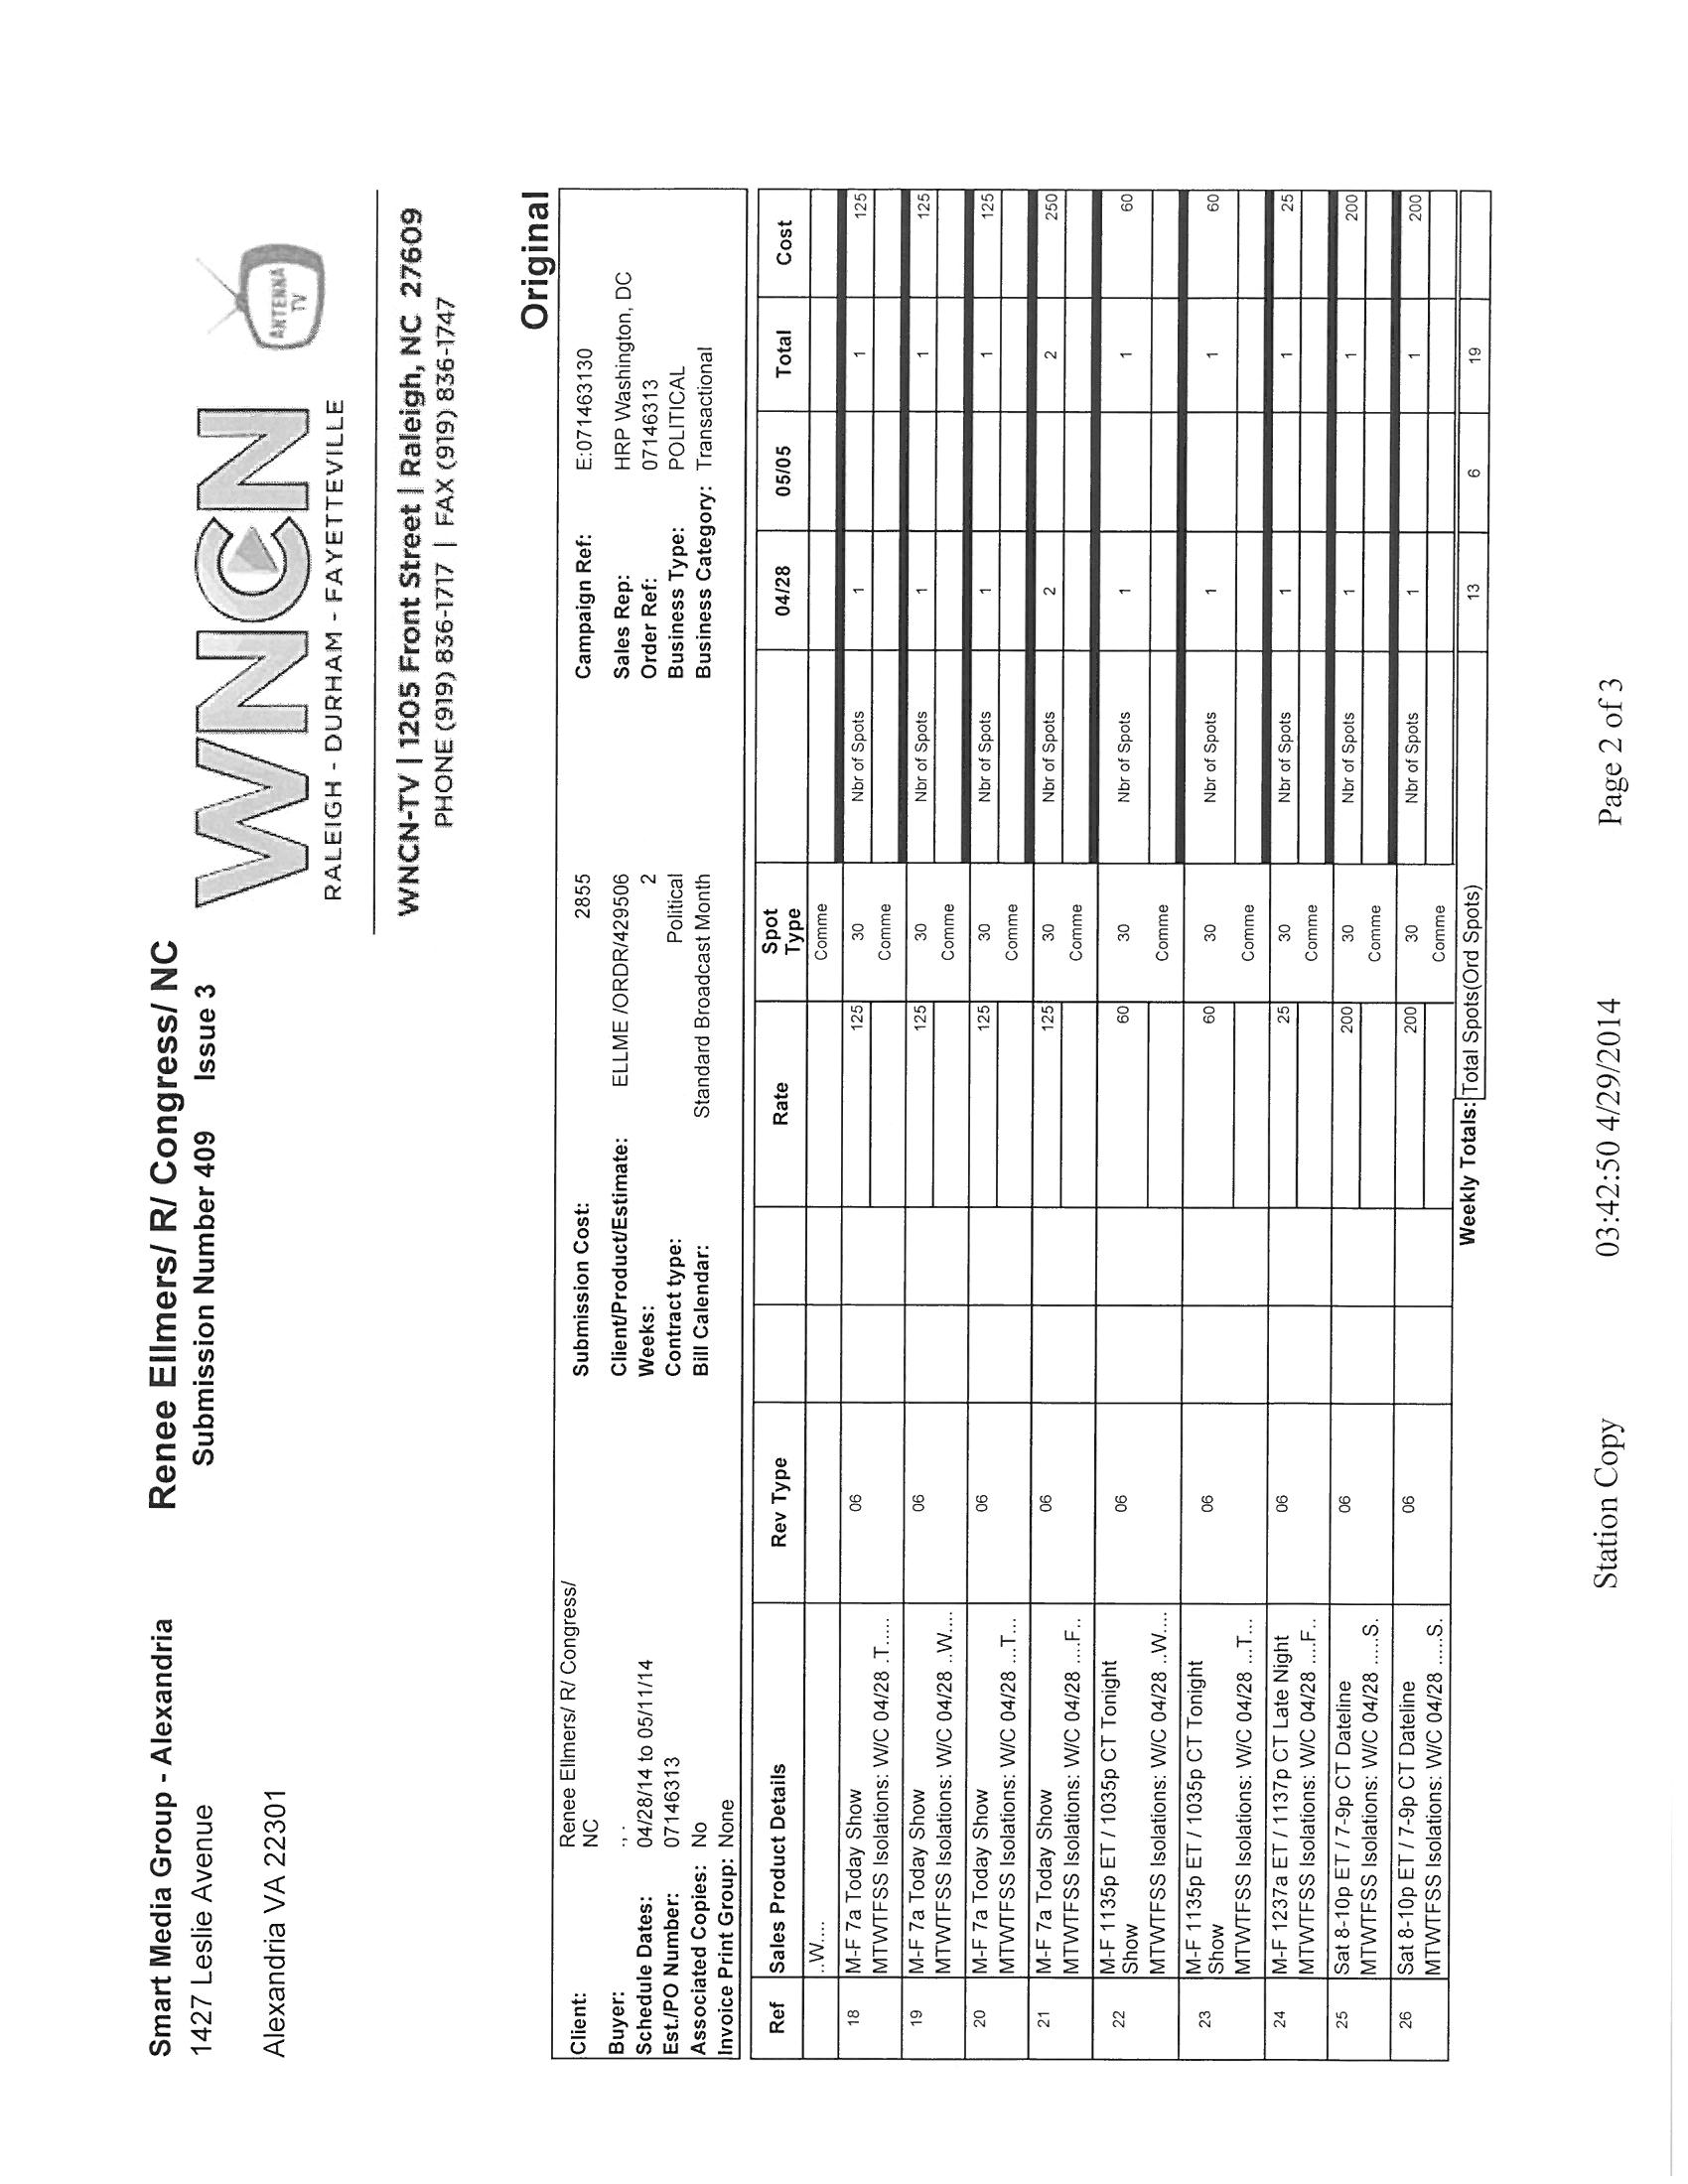 Smart Media Group - Alexandria
1427 Leslie Avenue
Alexandria VA 22301
Renee Ellmers/ R/ Congress/ NC
Submission Number 409 Issue 3
WNCN
RALEIGH - DURHAM - FAYETTEVILLE
ANTENNA
TV
WNCN-TV | 1205 Front Street | Raleigh, NC 27609
PHONE (919) 836-1717 | FAX (919) 836-1747
Original
Client: Renee Ellmers/ R/ Congress/ NC Submission Cost: 2855 Campaign Ref: E:07146313​0
Buyer: ., . Client/Product/Estimate: ELLME /ORDR/429506 Sales Rep: HRP Washington, DC
Schedule Dates: 04/28/14 to 05/11/14 Weeks: 2 Order Ref: 07146313
Est./PO Number: 07146313 Contract type: Political Business Type: POLITICAL
Associated Copies: No Bill Calendar: Standard Broadcast Month Business Category: Transactional
Invoice Print Group: None
Ref Sales Product Details Rev Type Rate Spot Type 04/28 05/05 Total Cost
..W.... Comme
18 M-F 7a Today Show 06 125 30 Nbr of Spots 1 1 125
MTWTFSS Isolations: W/C 04/28 .T..... Comme
19 M-F 7a Today Show 06 125 30 Nbr of Spots 1 1 125
MTWTFSS Isolations: W/C 04/28 ..W.... Comme
20 M-F 7a Today Show 06 125 30 Nbr of Spots 1 1 125
MTWTFSS Isolations: W/C 04/28 ...T... Comme
21 M-F 7a Today Show 06 125 30 Nbr of Spots 2 2 250
MTWTFSS Isolations: W/C 04/28 ....F.. Comme
22 M-F 1135p ET / 1035p CT Tonight 06 60 30 Nbr of Spots 1 1 60
Show
MTWTFSS Isolations: W/C 04/28 ..W.... Comme
23 M-F 1135p ET / 1035p CT Tonight 06 60 30 Nbr of Spots 1 1 60
Show
MTWTFSS Isolations: W/C 04/28 ...T... Comme
24 M-F 1237a ET / 1137p CT Late Night 06 25 30 Nbr of Spots 1 1 25
MTWTFSS Isolations: W/C 04/28 ....F.. Comme
25 Sat 8-10p ET / 7-9p CT Dateline 06 200 30 Nbr of Spots 1 1 200
MTWTFSS Isolations: W/C 04/28 .....S. Comme
26 Sat 8-10p ET / 7-9p CT Dateline 06 200 30 Nbr of Spots 1 1 200
MTWTFSS Isolations: W/C 04/28 .....S. Comme
Weekly Totals: Total Spots(Ord Spots) 13 6 19
Station Copy 03:42:50 4/29/2014 Page 2 of 3